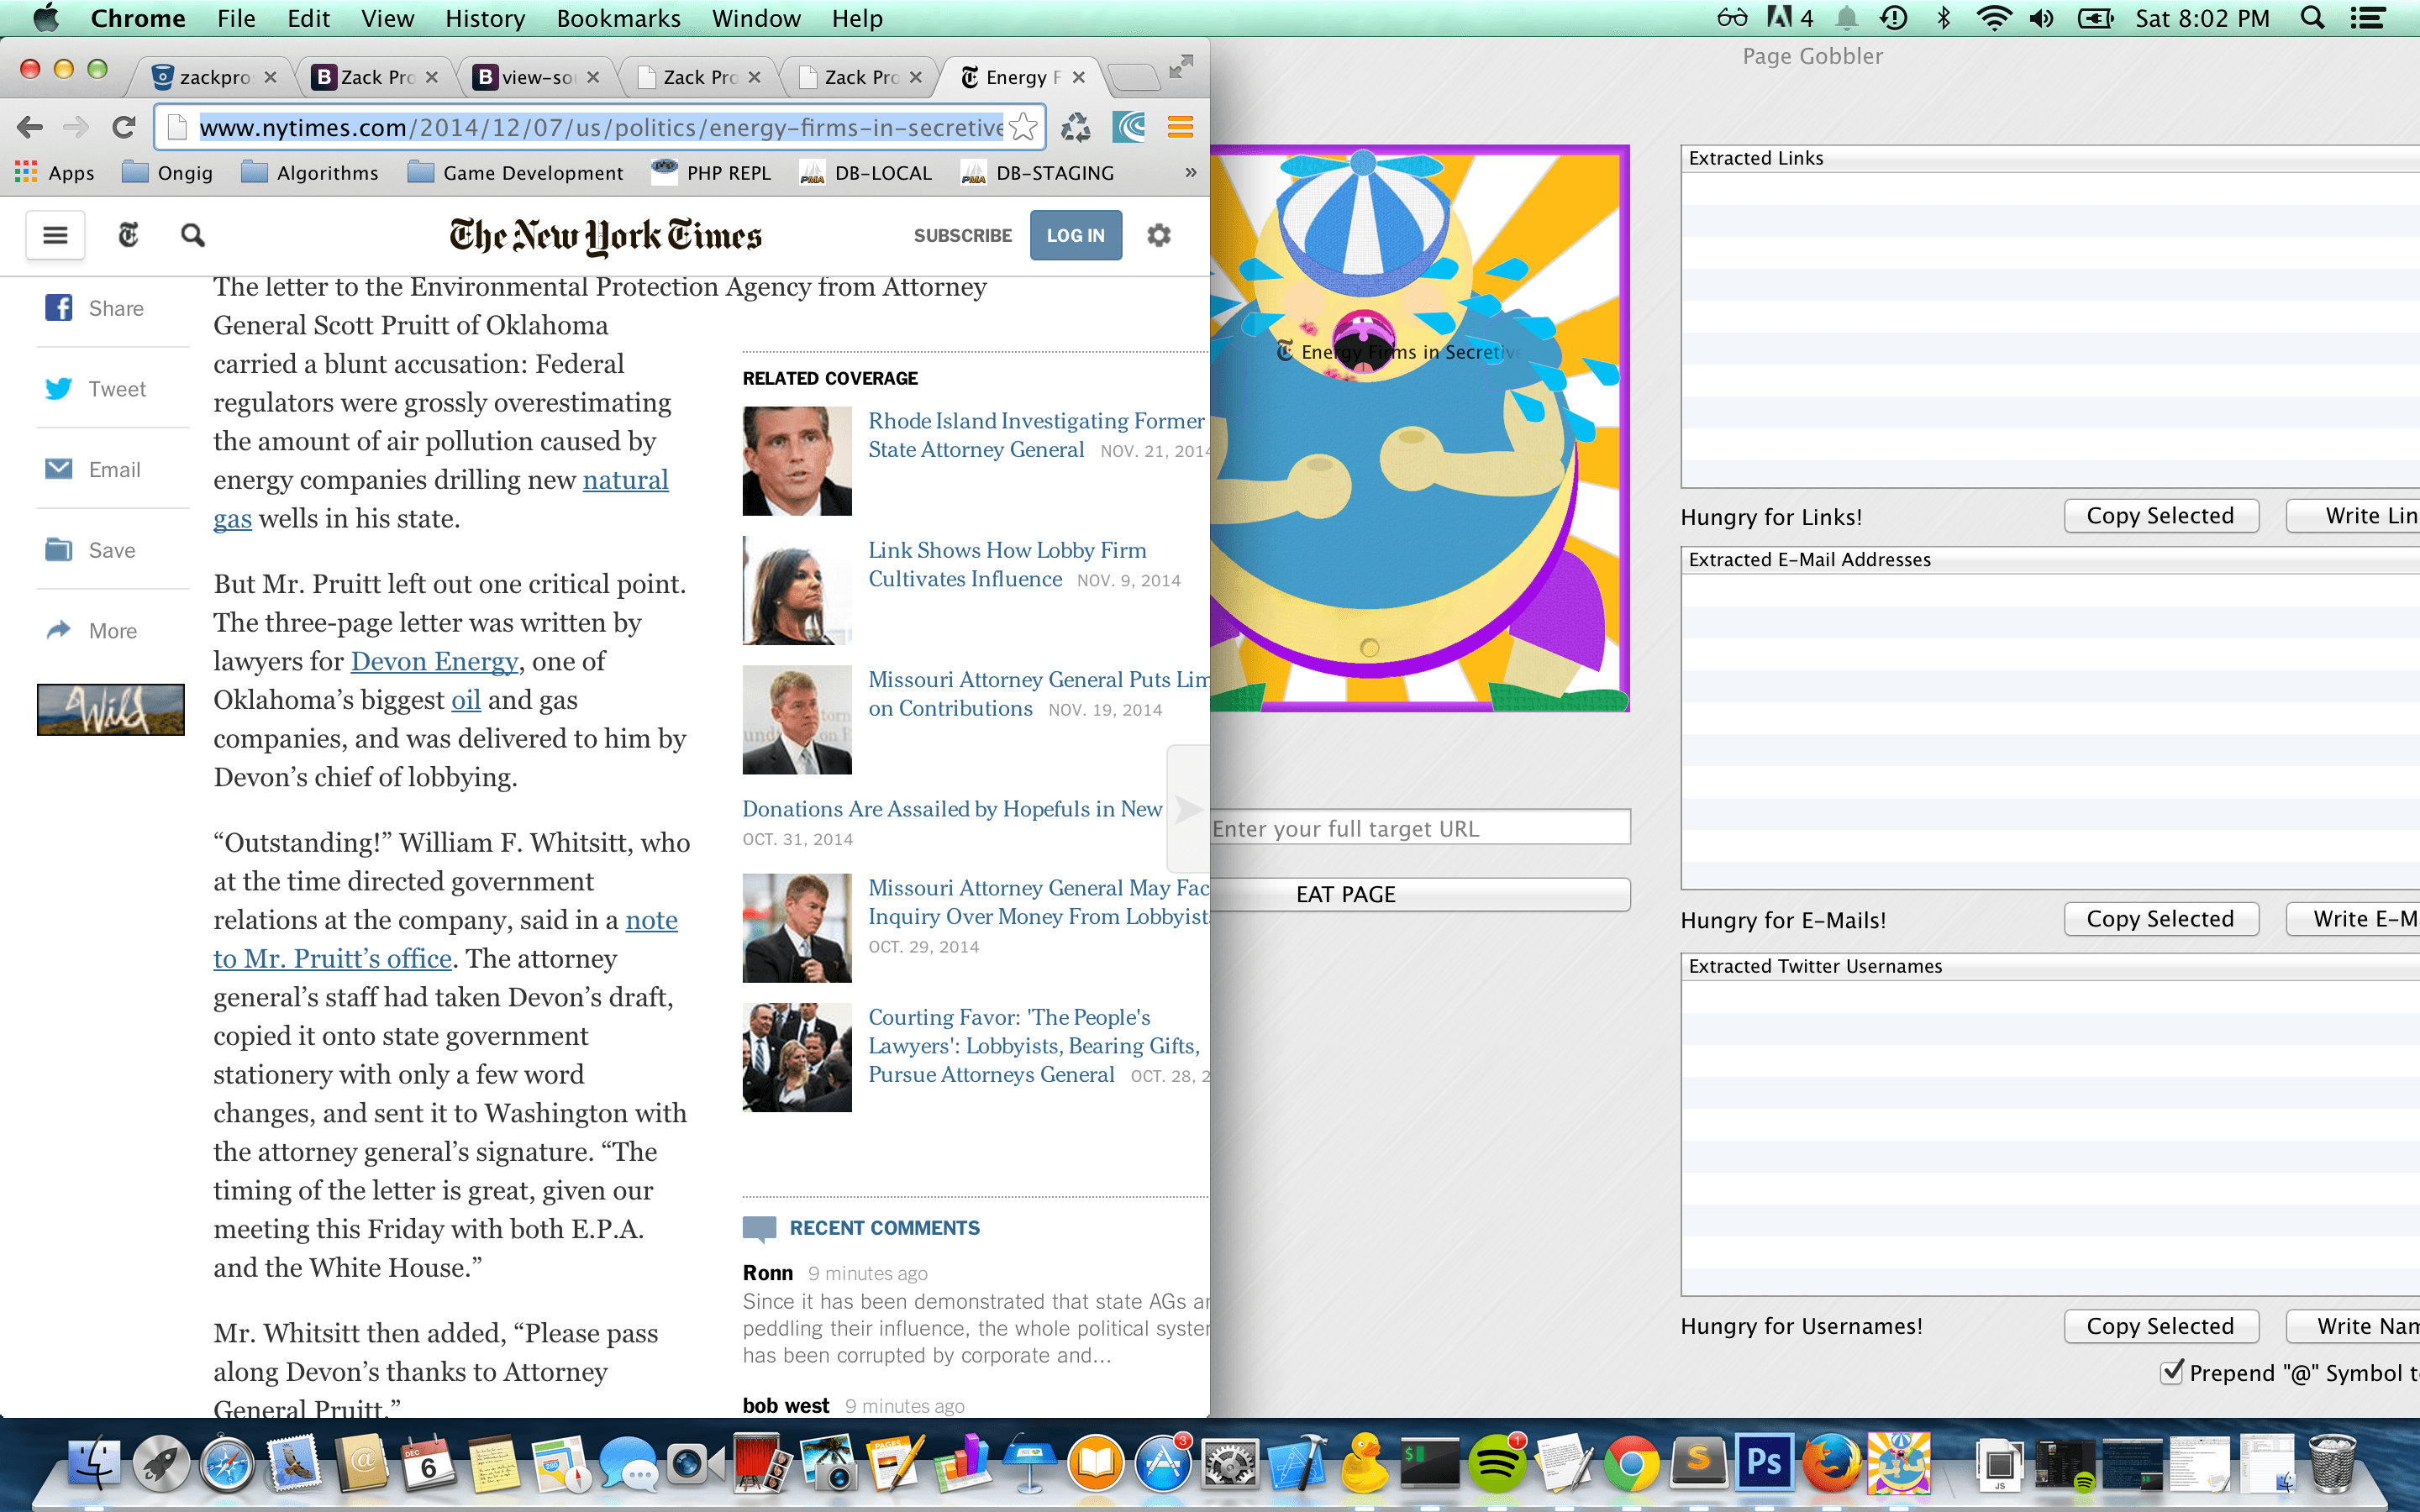 Chrome File Edit View History Bookmarks Window Help
4 Sat 8:02 PM
zackpro
Zack Pro
view-sou
Zack Pro
Zack Pro
Energy F
www.nytimes.com/2014/12/07/us/politics/energy-firms-in-secretive
Apps Ongig Algorithms Game Development PHP REPL DB-LOCAL DB-STAGING »
The New York Times
SUBSCRIBE
LOG IN
Share
Tweet
Email
Save
More
Wild
The letter to the Environmental Protection Agency from Attorney
General Scott Pruitt of Oklahoma
carried a blunt accusation: Federal
regulators were grossly overestimating
the amount of air pollution caused by
energy companies drilling new natural
gas wells in his state.
But Mr. Pruitt left out one critical point.
The three-page letter was written by
lawyers for Devon Energy, one of
Oklahoma’s biggest oil and gas
companies, and was delivered to him by
Devon’s chief of lobbying.
“Outstanding!” William F. Whitsitt, who
at the time directed government
relations at the company, said in a note
to Mr. Pruitt’s office. The attorney
general’s staff had taken Devon’s draft,
copied it onto state government
stationery with only a few word
changes, and sent it to Washington with
the attorney general’s signature. “The
timing of the letter is great, given our
meeting this Friday with both E.P.A.
and the White House.”
Mr. Whitsitt then added, “Please pass
along Devon’s thanks to Attorney
General Pruitt.”
RELATED COVERAGE
Rhode Island Investigating Former
State Attorney General NOV. 21, 2014
Link Shows How Lobby Firm
Cultivates Influence NOV. 9, 2014
Missouri Attorney General Puts Lim
on Contributions NOV. 19, 2014
Donations Are Assailed by Hopefuls in New
OCT. 31, 2014
Missouri Attorney General May Fac
Inquiry Over Money From Lobbyist
OCT. 29, 2014
Courting Favor: 'The People's
Lawyers': Lobbyists, Bearing Gifts,
Pursue Attorneys General OCT. 28, 2
RECENT COMMENTS
Ronn 9 minutes ago
Since it has been demonstrated that state AGs ar
peddling their influence, the whole political syster
has been corrupted by corporate and...
bob west 9 minutes ago
Page Gobbler
Energy Firms in Secretive
Enter your full target URL
EAT PAGE
Extracted Links
Hungry for Links!
Copy Selected
Write Lin
Extracted E-Mail Addresses
Hungry for E-Mails!
Copy Selected
Write E-M
Extracted Twitter Usernames
Hungry for Usernames!
Copy Selected
Write Nam
Prepend "@" Symbol t
DEC
6
280
PAGES
3
$
1
S
Ps
JS